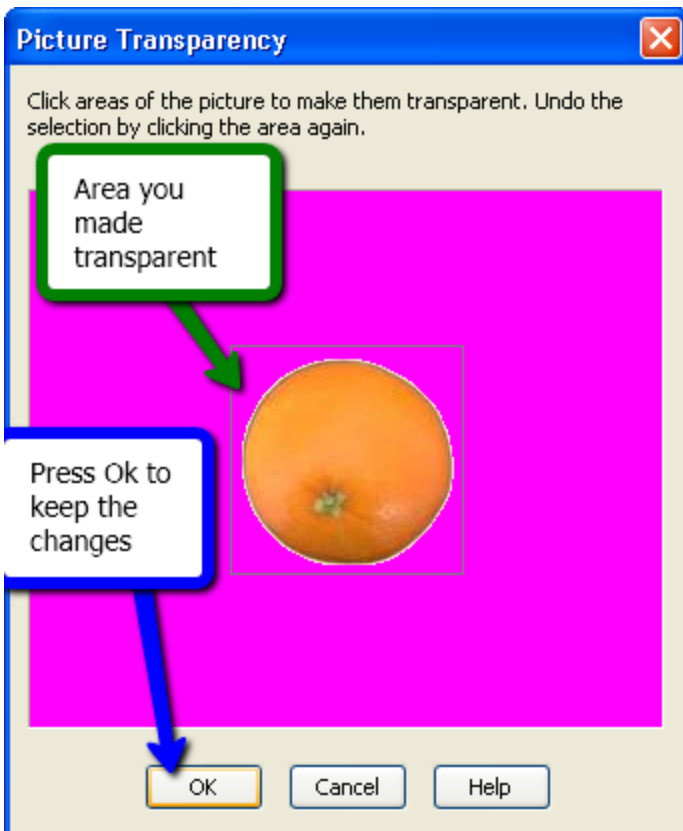 Picture Transparency
Click areas of the picture to make them transparent. Undo the
selection by clicking the area again.
Area you
made
transparent
Press Ok to
keep the
changes
OK
Cancel
Help